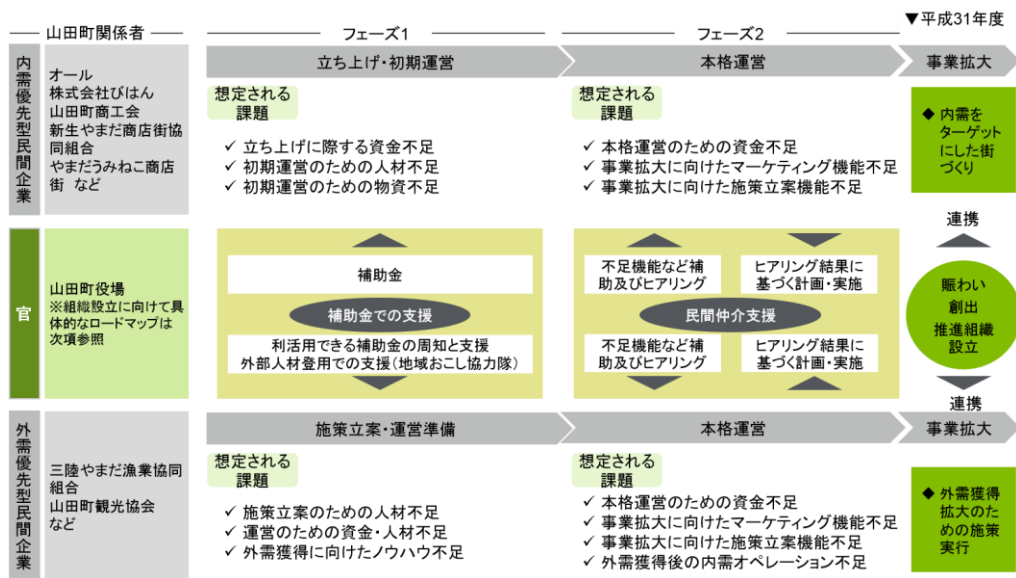 山田町関係者
フェーズ1
フェーズ2
▼平成31年度
内需優先型民間企業
オール
株式会社びはん
山田町商工会
新生やまだ商店街協
同組合
やまだうみねこ商店
街 など
立ち上げ・初期運営
本格運営
事業拡大
想定される
課題
✓ 立ち上げに際する資金不足
✓ 初期運営のための人材不足
✓ 初期運営のための物資不足
想定される
課題
✓ 本格運営のための資金不足
✓ 事業拡大に向けたマーケティング機能不足
✓ 事業拡大に向けた施策立案機能不足
◆ 内需を
ターゲット
にした街
づくり
官
山田町役場
※組織設立に向けて具
体的なロードマップは
次項参照
補助金
補助金での支援
利活用できる補助金の周知と支援
外部人材登用での支援(地域おこし協力隊)
不足機能など補
助及びヒアリング
ヒアリング結果に
基づく計画・実施
民間仲介支援
不足機能など補
助及びヒアリング
ヒアリング結果に
基づく計画・実施
連携
賑わい
創出
推進組織
設立
連携
外需優先型民間企業
三陸やまだ漁業協同
組合
山田町観光協会
など
施策立案・運営準備
本格運営
事業拡大
想定される
課題
✓ 施策立案のための人材不足
✓ 運営のための資金・人材不足
✓ 外需獲得に向けたノウハウ不足
想定される
課題
✓ 本格運営のための資金不足
✓ 事業拡大に向けたマーケティング機能不足
✓ 事業拡大に向けた施策立案機能不足
✓ 外需獲得後の内需オペレーション不足
◆ 外需獲得
拡大のた
めの施策
実行